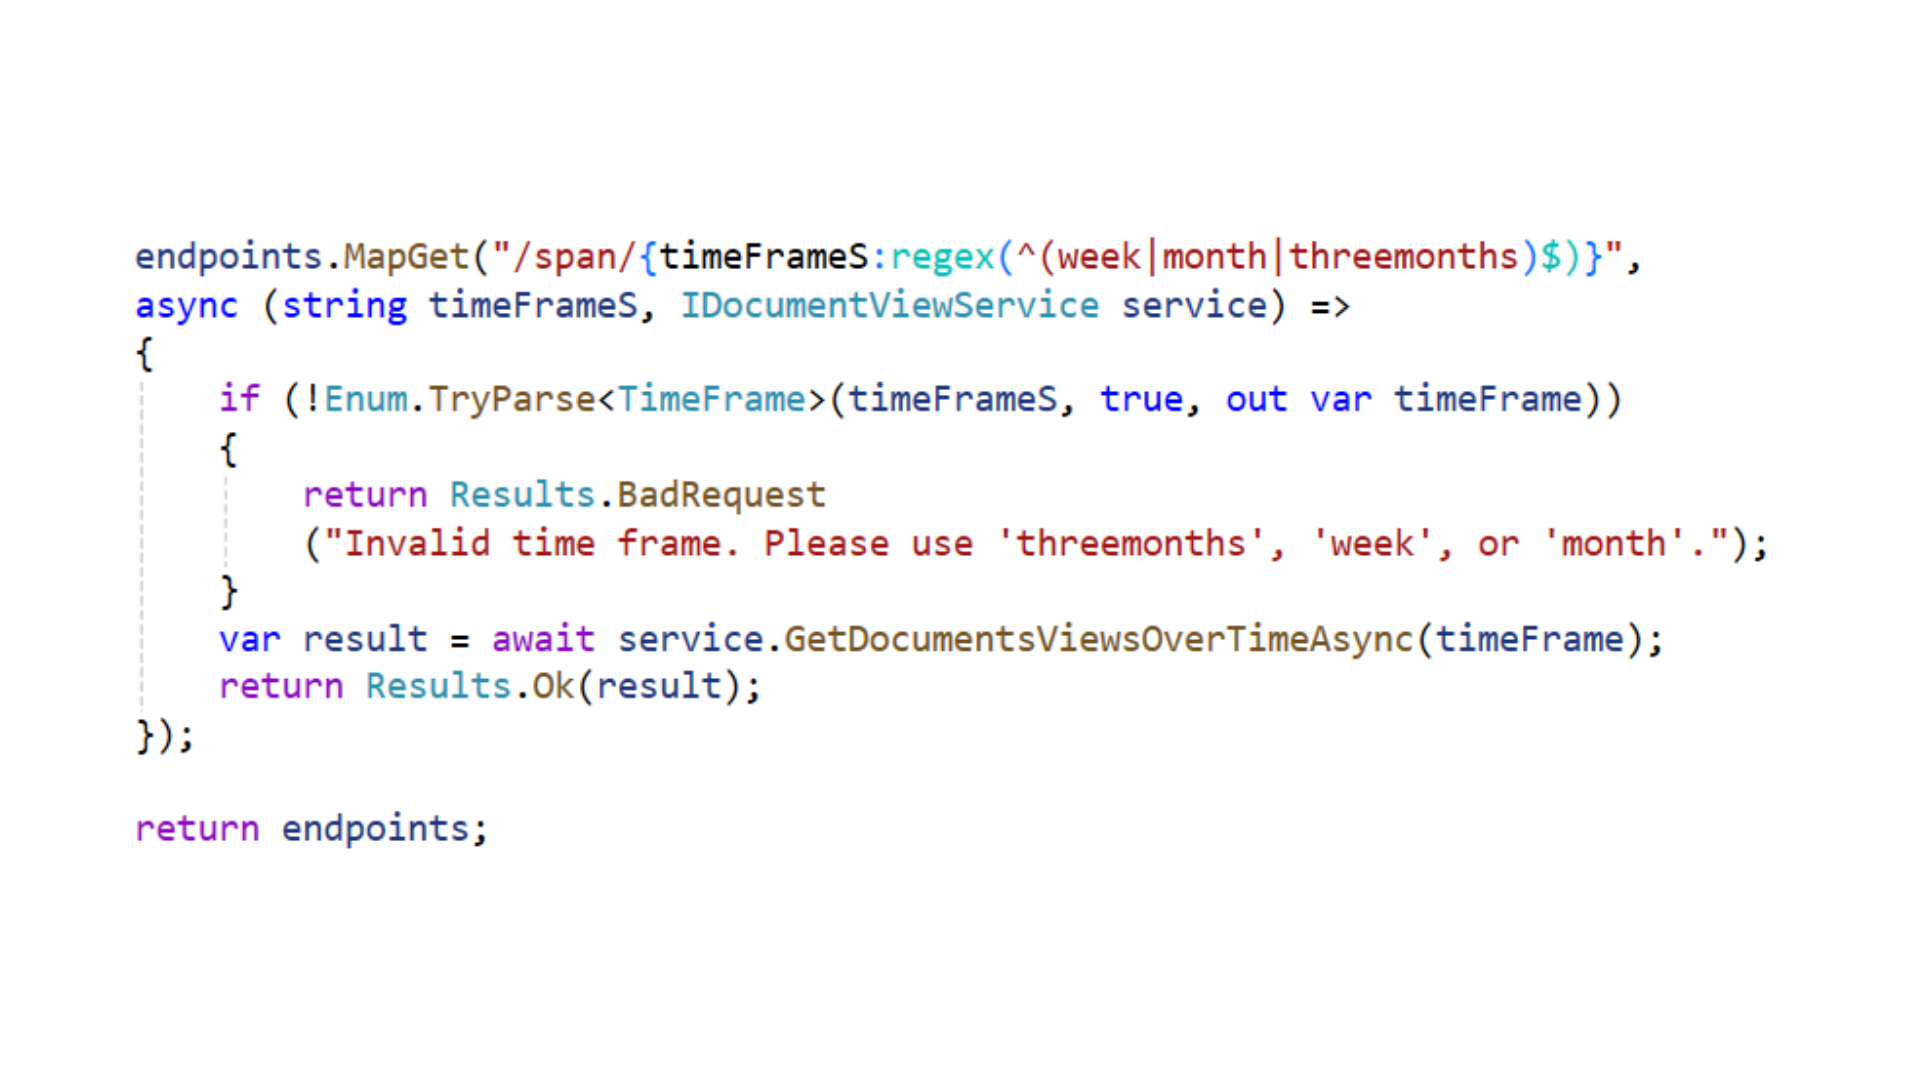 endpoints.MapGet("/span/{timeFrameS:regex(^(week|month|threemonths)$)}",
async (string timeFrameS, IDocumentViewService service) =>
{
    if (!Enum.TryParse<TimeFrame>(timeFrameS, true, out var timeFrame))
    {
        return Results.BadRequest
        ("Invalid time frame. Please use 'threemonths', 'week', or 'month'.");
    }
    var result = await service.GetDocumentsViewsOverTimeAsync(timeFrame);
    return Results.Ok(result);
});
return endpoints;